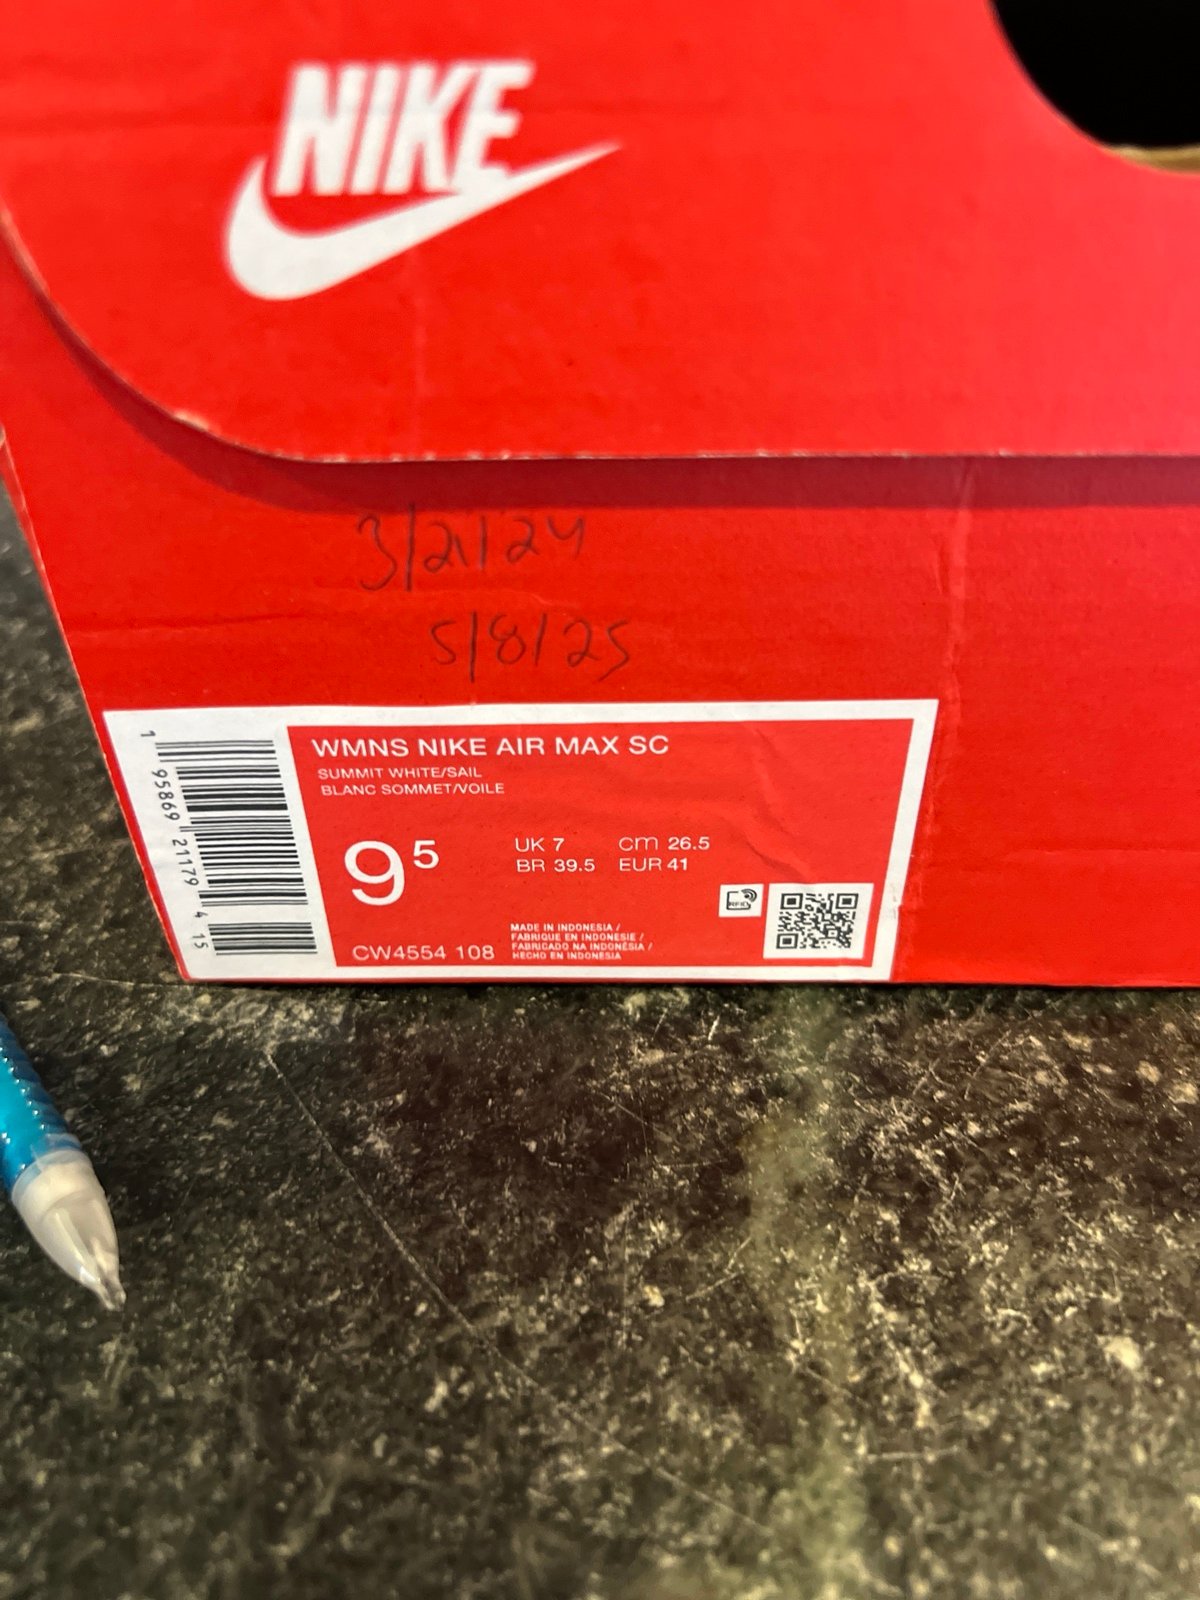 NIKE
3/21/24
5/8/25
1 95869 21179 4 15
WMNS NIKE AIR MAX SC
SUMMIT WHITE/SAIL
BLANC SOMMET/VOILE
9⁵
UK 7 cm 26.5
BR 39.5 EUR 41
RFID
CW4554 108
MADE IN INDONESIA /
FABRIQUE EN INDONESIE /
FABRICADO NA INDONÉSIA /
HECHO EN INDONESIA